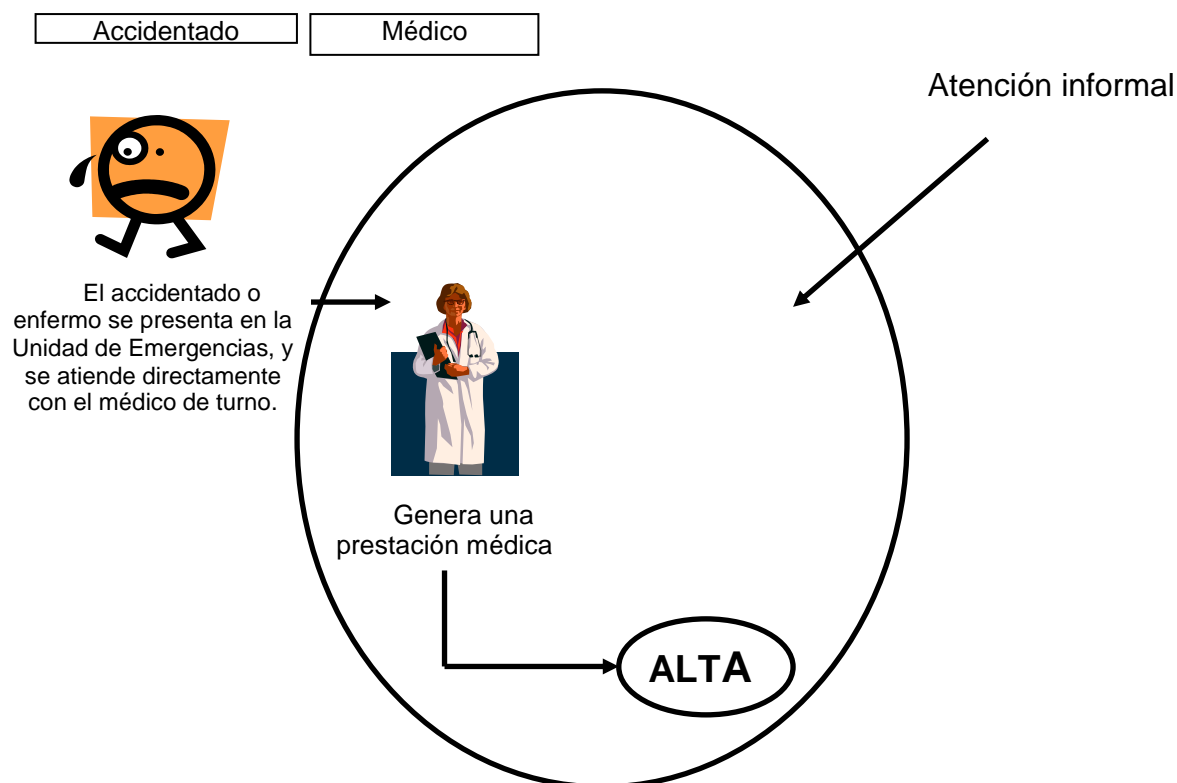 Accidentado
Médico
Atención informal
El accidentado o
enfermo se presenta en la
Unidad de Emergencias, y
se atiende directamente
con el médico de turno.
Genera una
prestación médica
ALTA